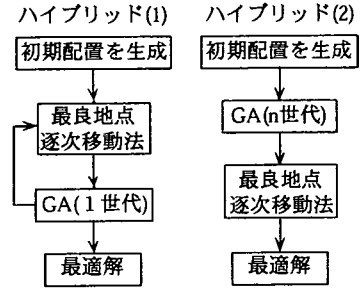 ハイブリッド(1)
初期配置を生成
最良地点
逐次移動法
GA(１世代)
最適解
ハイブリッド(2)
初期配置を生成
GA(n世代)
最良地点
逐次移動法
最適解